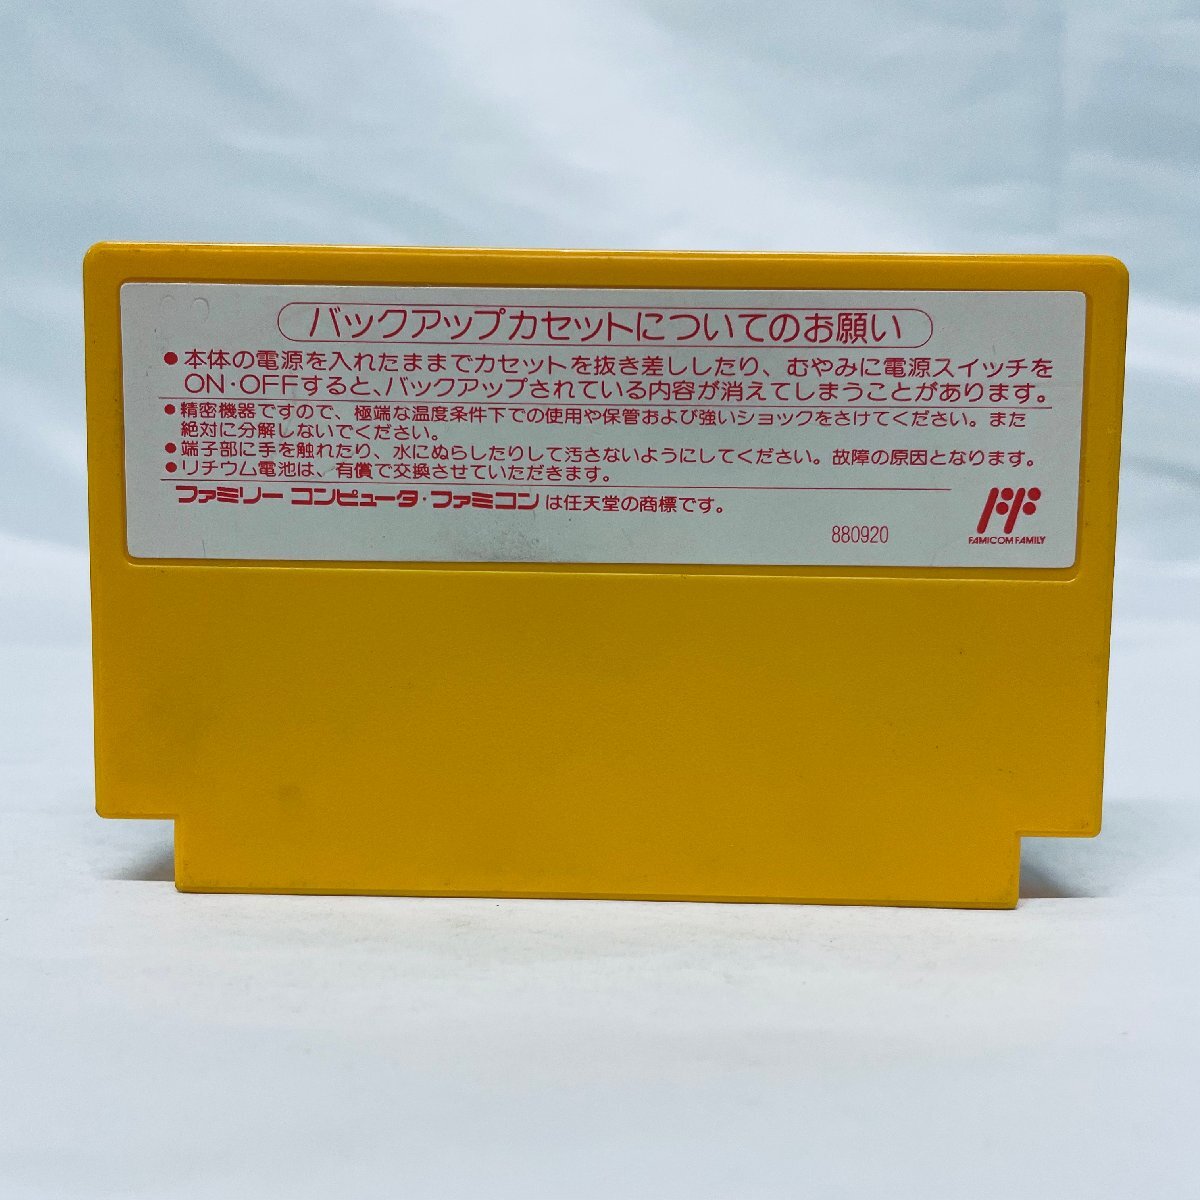 バックアップカセットについてのお願い
●本体の電源を入れたままでカセットを抜き差ししたり、むやみに電源スイッチを
ON・OFFすると、バックアップされている内容が消えてしまうことがあります。
●精密機器ですので、極端な温度条件下での使用や保管および強いショックをさけてください。また
絶対に分解しないでください。
●端子部に手を触れたり、水にぬらしたりして汚さないようにしてください。故障の原因となります。
●リチウム電池は、有償で交換させていただきます。
ファミリーコンピュータ・ファミコンは任天堂の商標です。
880920
FAMICOM FAMILY